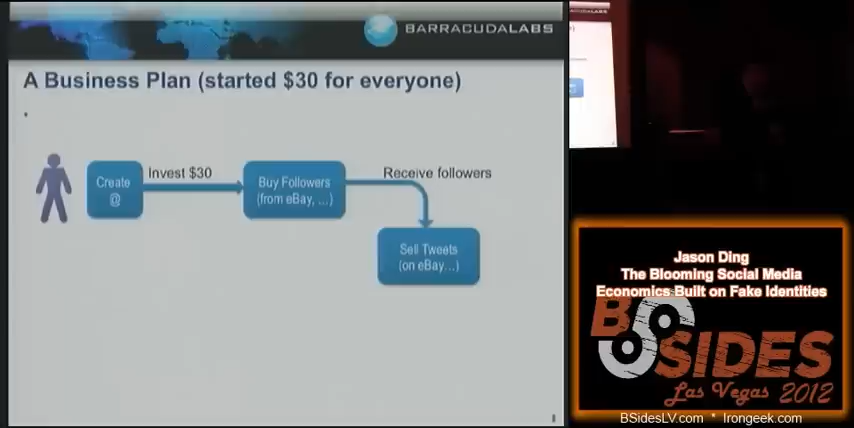 BARRACUDALABS
A Business Plan (started $30 for everyone)
Create
@
Invest $30
Buy Followers
(from eBay, ...)
Receive followers
Sell Tweets
(on eBay...)
Jason Ding
The Blooming Social Media
Economics Built on Fake Identities
BSIDES
Las Vegas 2012
BSidesLV.com * Irongeek.com